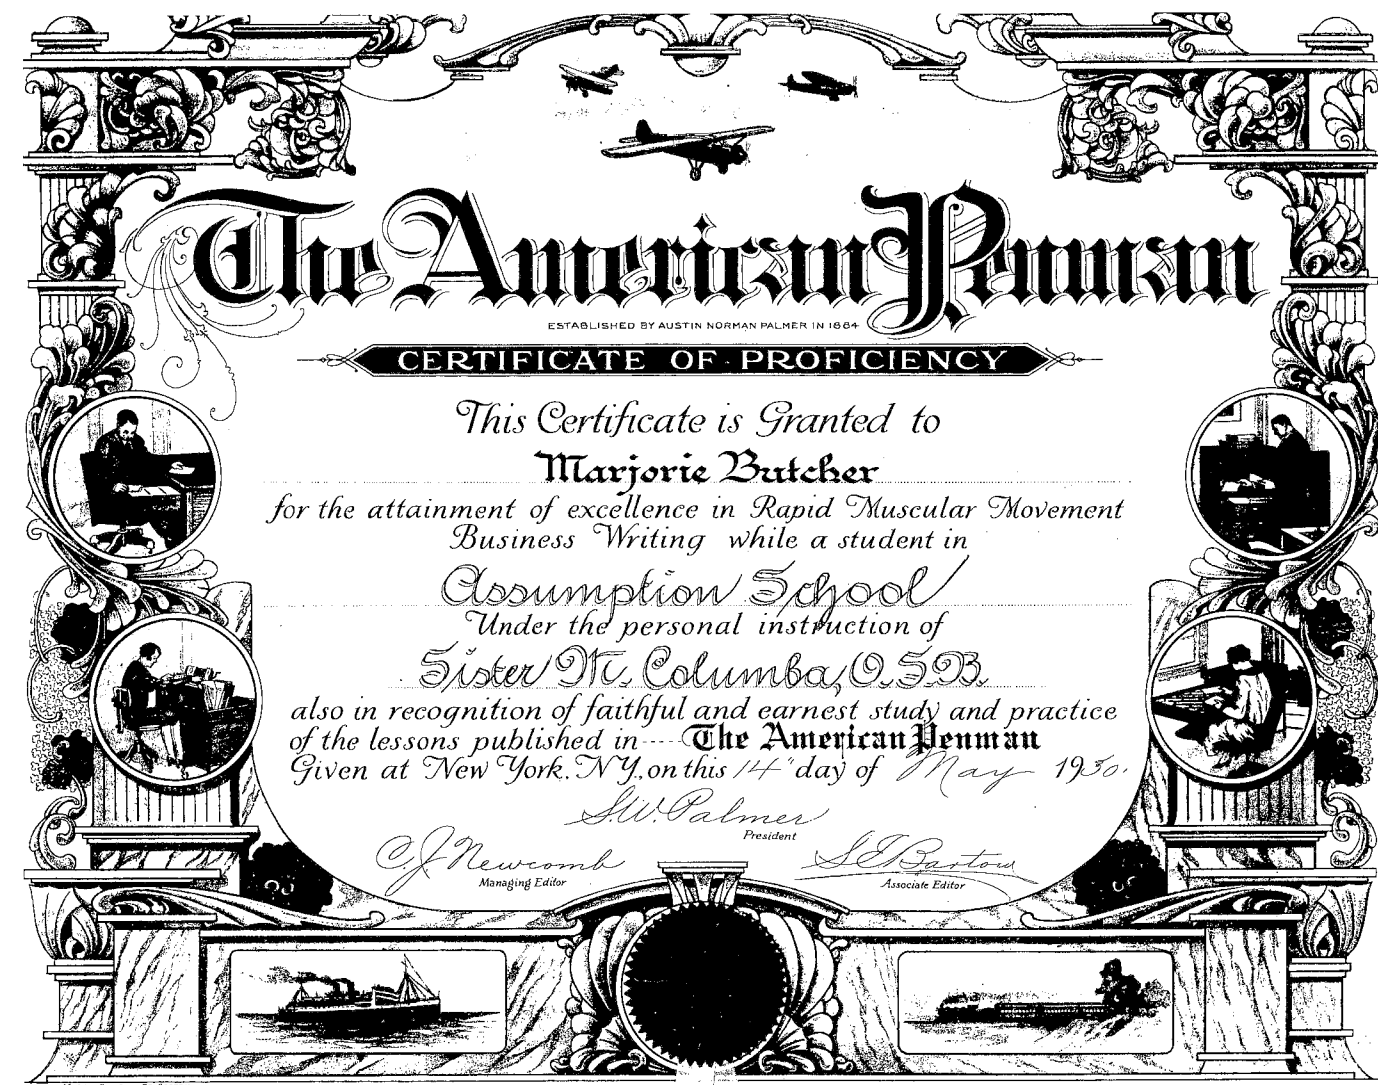 The American Penman
ESTABLISHED BY AUSTIN NORMAN PALMER IN 1884
CERTIFICATE OF PROFICIENCY
This Certificate is Granted to
Marjorie Butcher
for the attainment of excellence in Rapid Muscular Movement
Business Writing while a student in
Assumption School
Under the personal instruction of
Sister M. Columba, O.S.B.
also in recognition of faithful and earnest study and practice
of the lessons published in ---- The American Penman
Given at New York, N.Y., on this 14" day of May 1930.
S.W. Palmer
President
C J Newcomb
Managing Editor
S E Bartow
Associate Editor